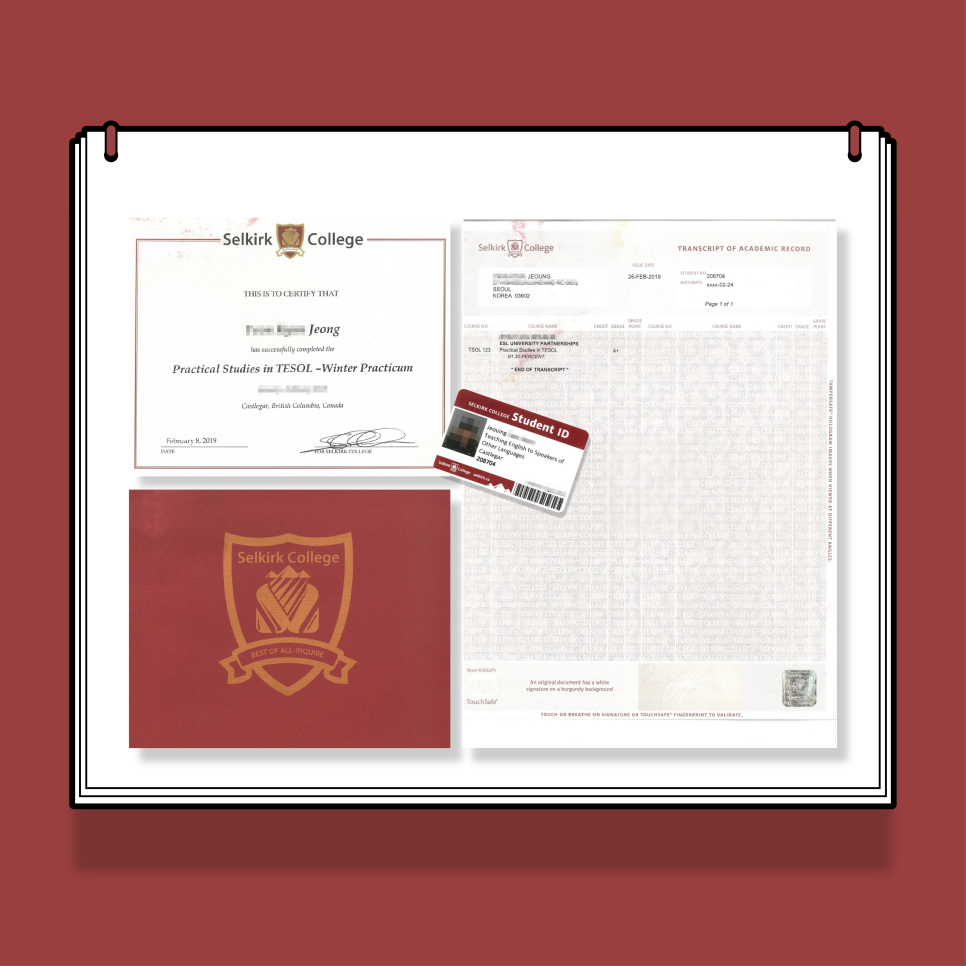 Selkirk College
THIS IS TO CERTIFY THAT
Jeong
has successfully completed the
Practical Studies in TESOL –Winter Practicum
Castlegar, British Columbia, Canada
February 8, 2019
DATE
FOR SELKIRK COLLEGE
Selkirk College
BEST OF ALL-INQUIRE
Selkirk College
TRANSCRIPT OF ACADEMIC RECORD
JEOUNG
SEOUL
KOREA 03602
ISSUE DATE
26-FEB-2019
STUDENT NO. 208704
BIRTHDATE xxxx-02-24
Page 1 of 1
COURSE NO. COURSE NAME CREDIT GRADE GRADE POINT COURSE NO. COURSE NAME CREDIT GRADE GRADE POINT
ESL UNIVERSITY PARTNERSHIPS
TSOL 123 Practical Studies in TESOL A+
91.20 PERCENT
* END OF TRANSCRIPT *
SELKIRK COLLEGE Student ID
Jeoung
Teaching English to Speakers of
Other Languages
Castlegar
208704
Selkirk College
An original document has a white
signature on a burgundy background
TouchSafe®
TOUCH OR BREATHE ON SIGNATURE OR TOUCHSAFE® FINGERPRINT TO VALIDATE.